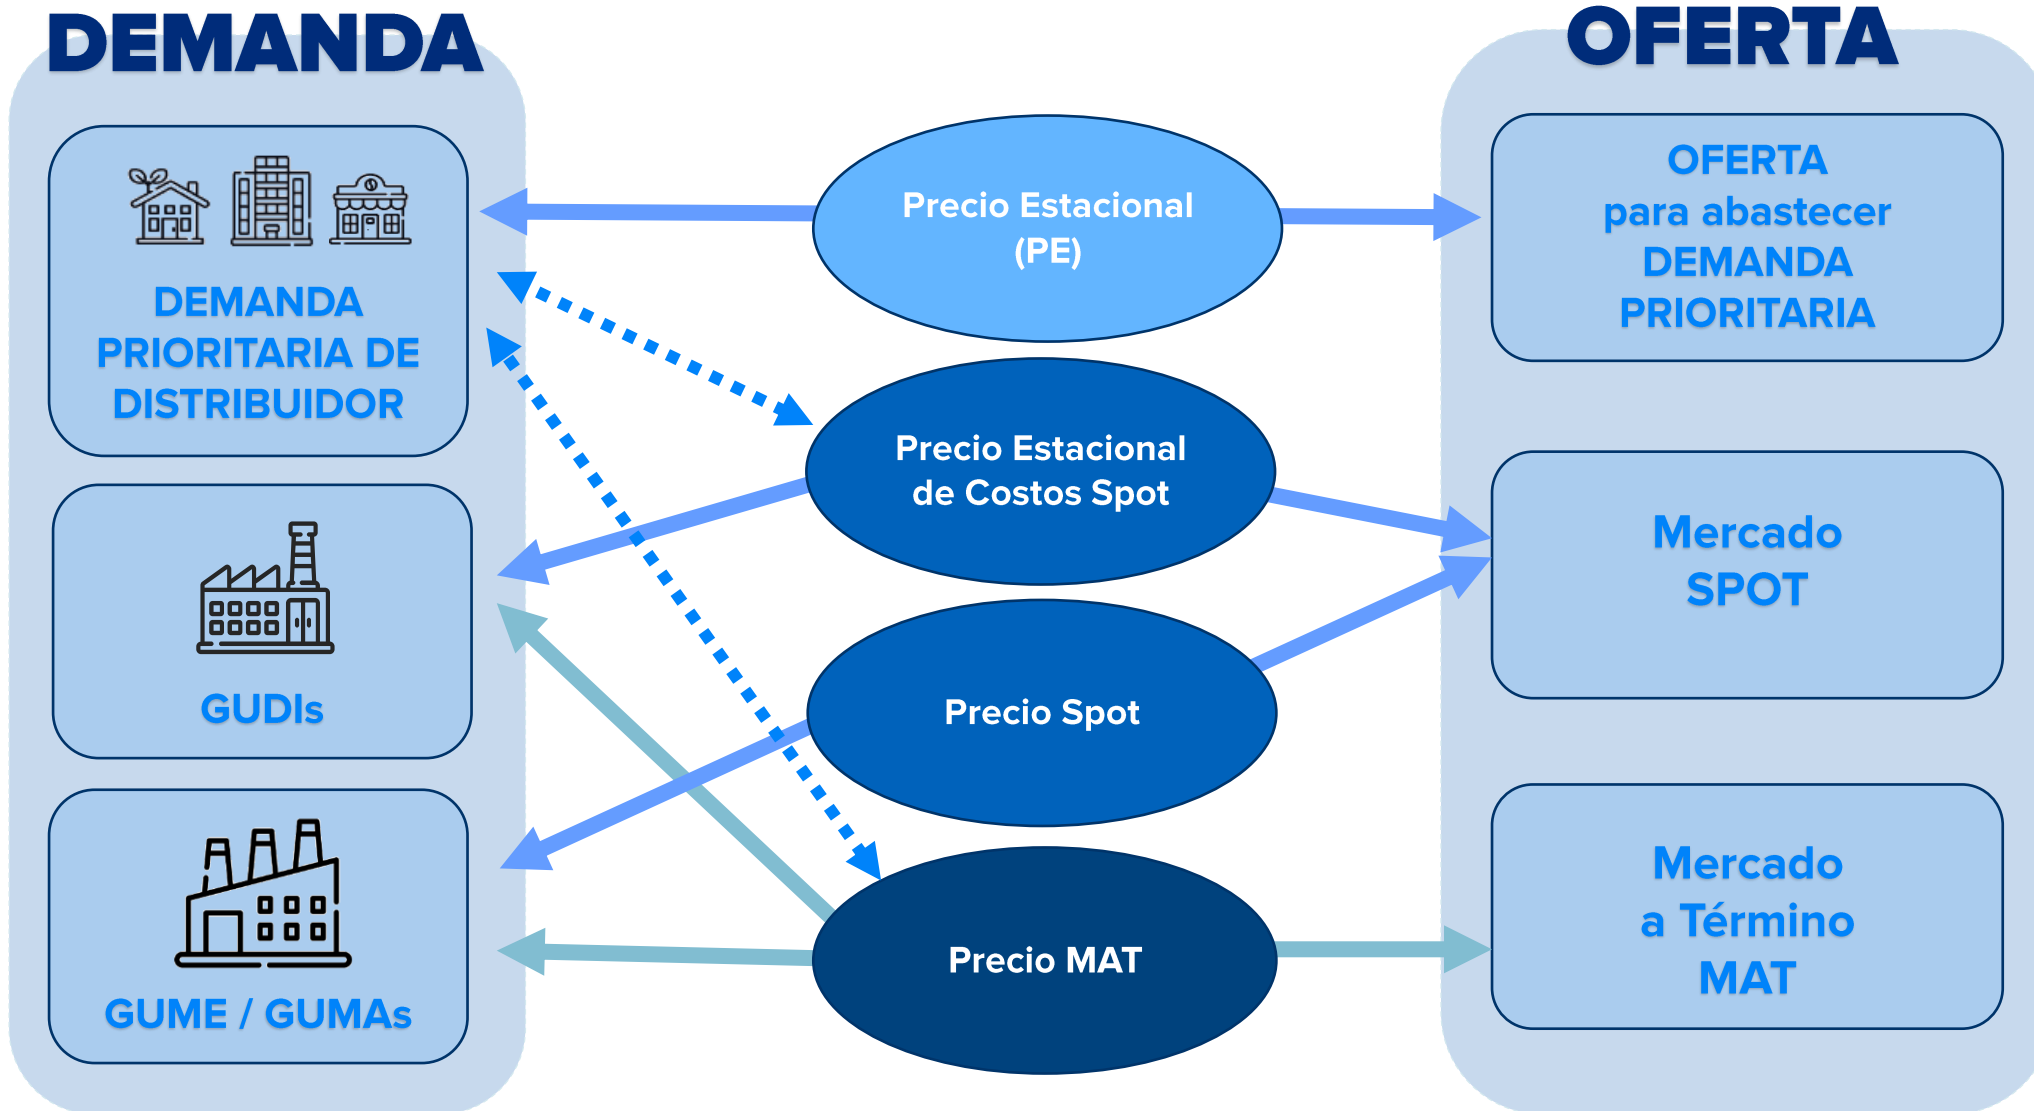 DEMANDA
DEMANDA
PRIORITARIA DE
DISTRIBUIDOR
GUDIs
GUME / GUMAs
Precio Estacional
(PE)
Precio Estacional
de Costos Spot
Precio Spot
Precio MAT
OFERTA
OFERTA
para abastecer
DEMANDA
PRIORITARIA
Mercado
SPOT
Mercado
a Término
MAT